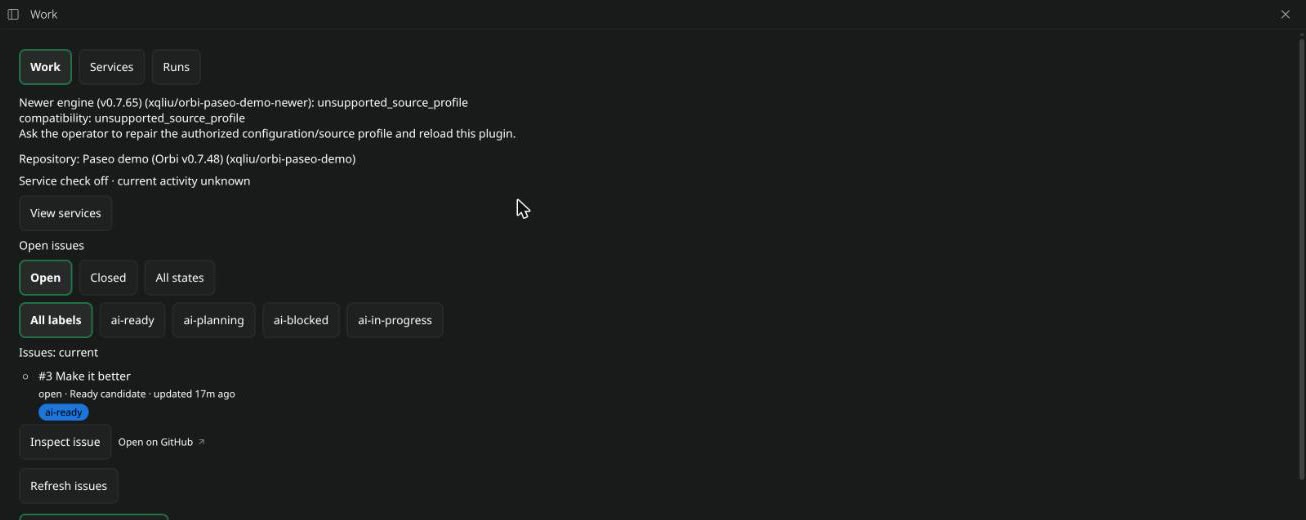 Work
Work Services Runs
Newer engine (v0.7.65) (xqliu/orbi-paseo-demo-newer): unsupported_source_profile
compatibility: unsupported_source_profile
Ask the operator to repair the authorized configuration/source profile and reload this plugin.
Repository: Paseo demo (Orbi v0.7.48) (xqliu/orbi-paseo-demo)
Service check off · current activity unknown
View services
Open issues
Open Closed All states
All labels ai-ready ai-planning ai-blocked ai-in-progress
Issues: current
#3 Make it better
open · Ready candidate · updated 17m ago
ai-ready
Inspect issue Open on GitHub ↗
Refresh issues